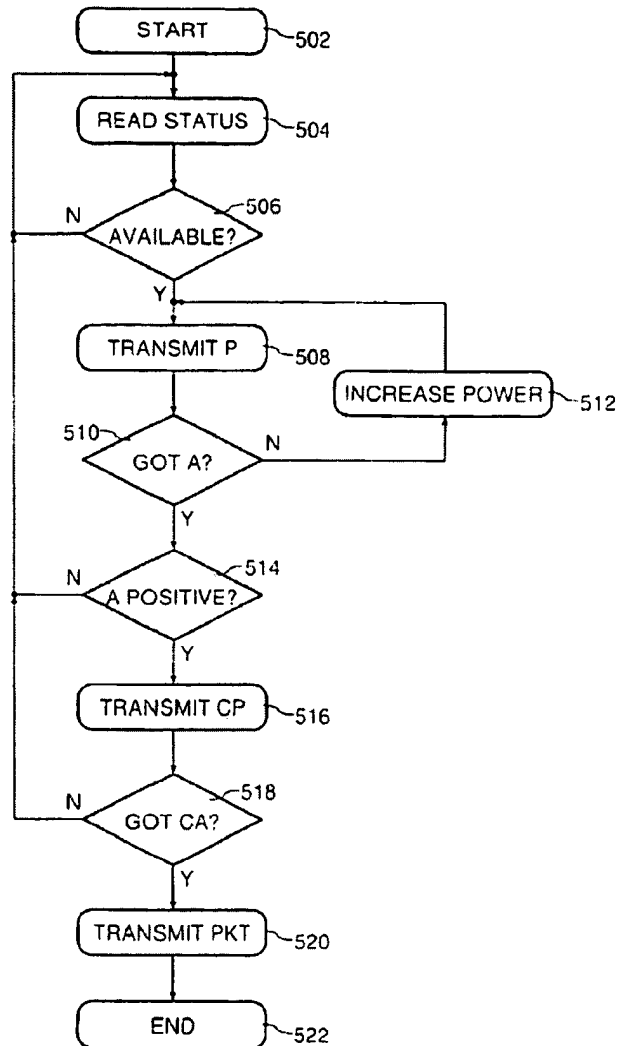 START
502
READ STATUS
504
506
N
AVAILABLE?
Y
TRANSMIT P
508
INCREASE POWER
512
510
N
GOT A?
Y
514
N
A POSITIVE?
Y
TRANSMIT CP
516
518
N
GOT CA?
Y
TRANSMIT PKT
520
END
522